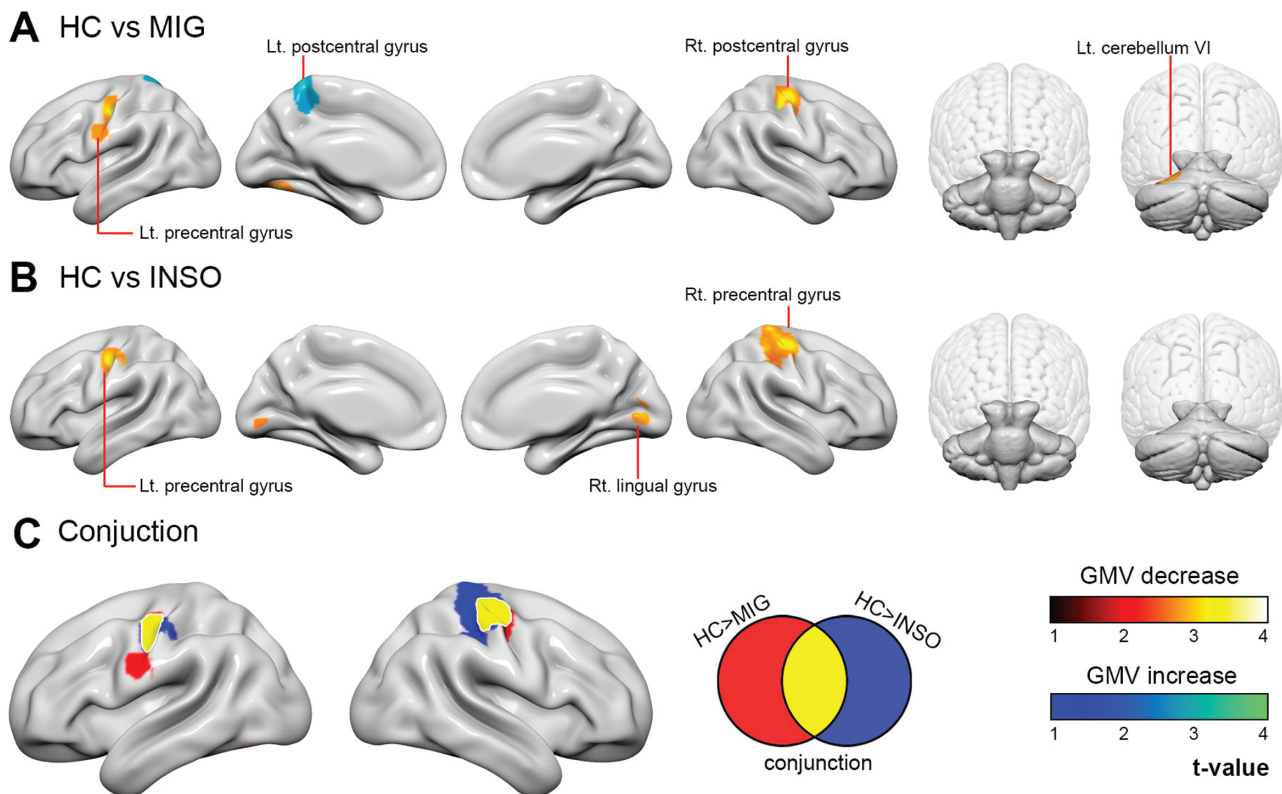 A HC vs MIG
Lt. postcentral gyrus
Rt. postcentral gyrus
Lt. cerebellum VI
Lt. precentral gyrus
B HC vs INSO
Rt. precentral gyrus
Lt. precentral gyrus
Rt. lingual gyrus
C Conjuction
HC>MIG
HC>INSO
conjunction
GMV decrease
1 2 3 4
GMV increase
1 2 3 4
t-value